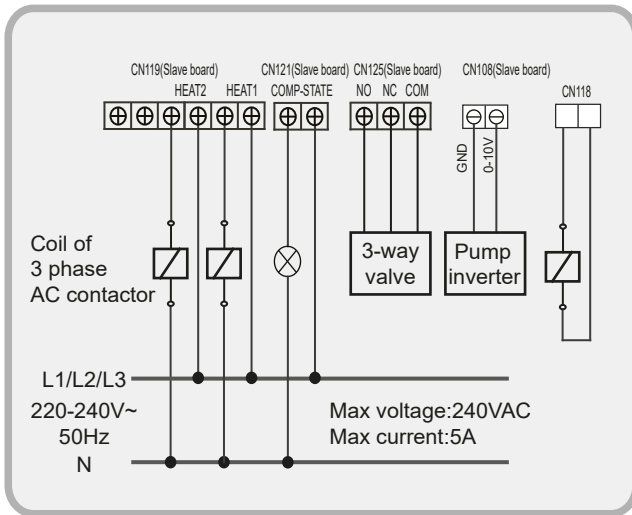 CN119(Slave board) CN121(Slave board) CN125(Slave board) CN108(Slave board)
HEAT2 HEAT1 COMP-STATE NO NC COM CN118
GND
0-10V
Coil of
3 phase
AC contactor
3-way
valve
Pump
inverter
L1/L2/L3
220-240V~
50Hz
N
Max voltage:240VAC
Max current:5A